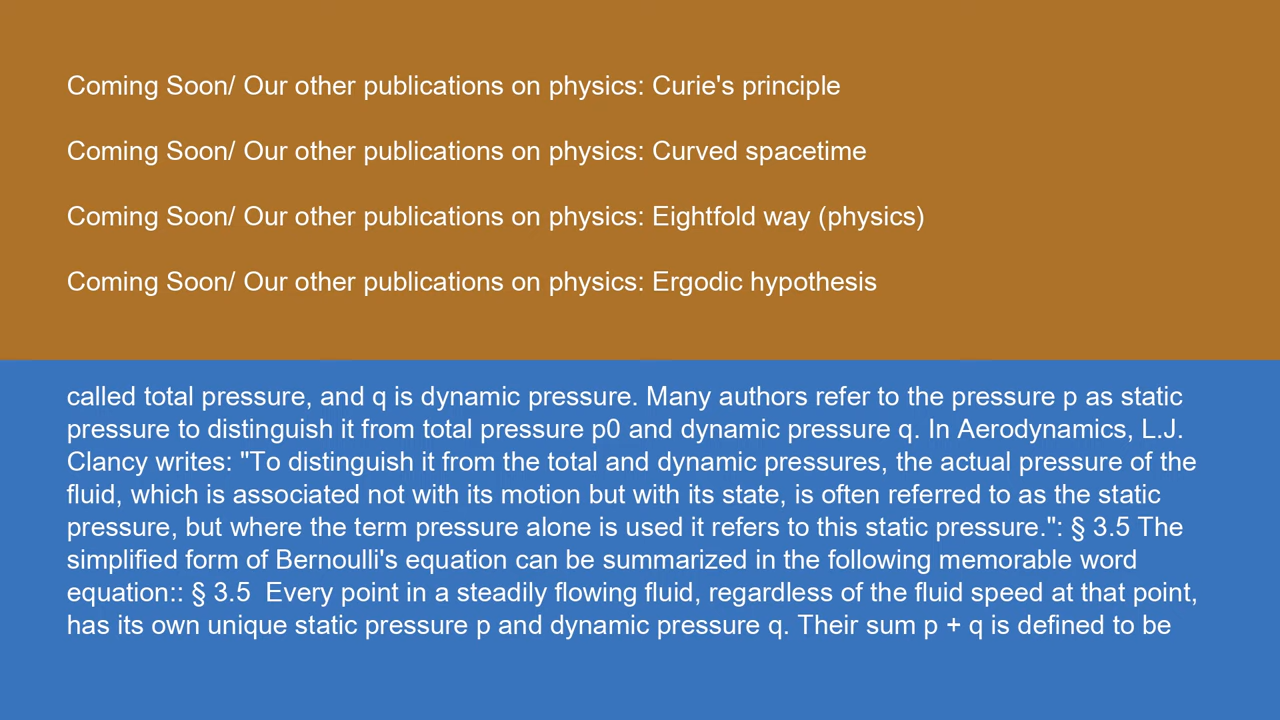 Coming Soon/ Our other publications on physics: Curie's principle
Coming Soon/ Our other publications on physics: Curved spacetime
Coming Soon/ Our other publications on physics: Eightfold way (physics)
Coming Soon/ Our other publications on physics: Ergodic hypothesis
called total pressure, and q is dynamic pressure. Many authors refer to the pressure p as static
pressure to distinguish it from total pressure p0 and dynamic pressure q. In Aerodynamics, L.J.
Clancy writes: "To distinguish it from the total and dynamic pressures, the actual pressure of the
fluid, which is associated not with its motion but with its state, is often referred to as the static
pressure, but where the term pressure alone is used it refers to this static pressure.": § 3.5 The
simplified form of Bernoulli's equation can be summarized in the following memorable word
equation:: § 3.5  Every point in a steadily flowing fluid, regardless of the fluid speed at that point,
has its own unique static pressure p and dynamic pressure q. Their sum p + q is defined to be